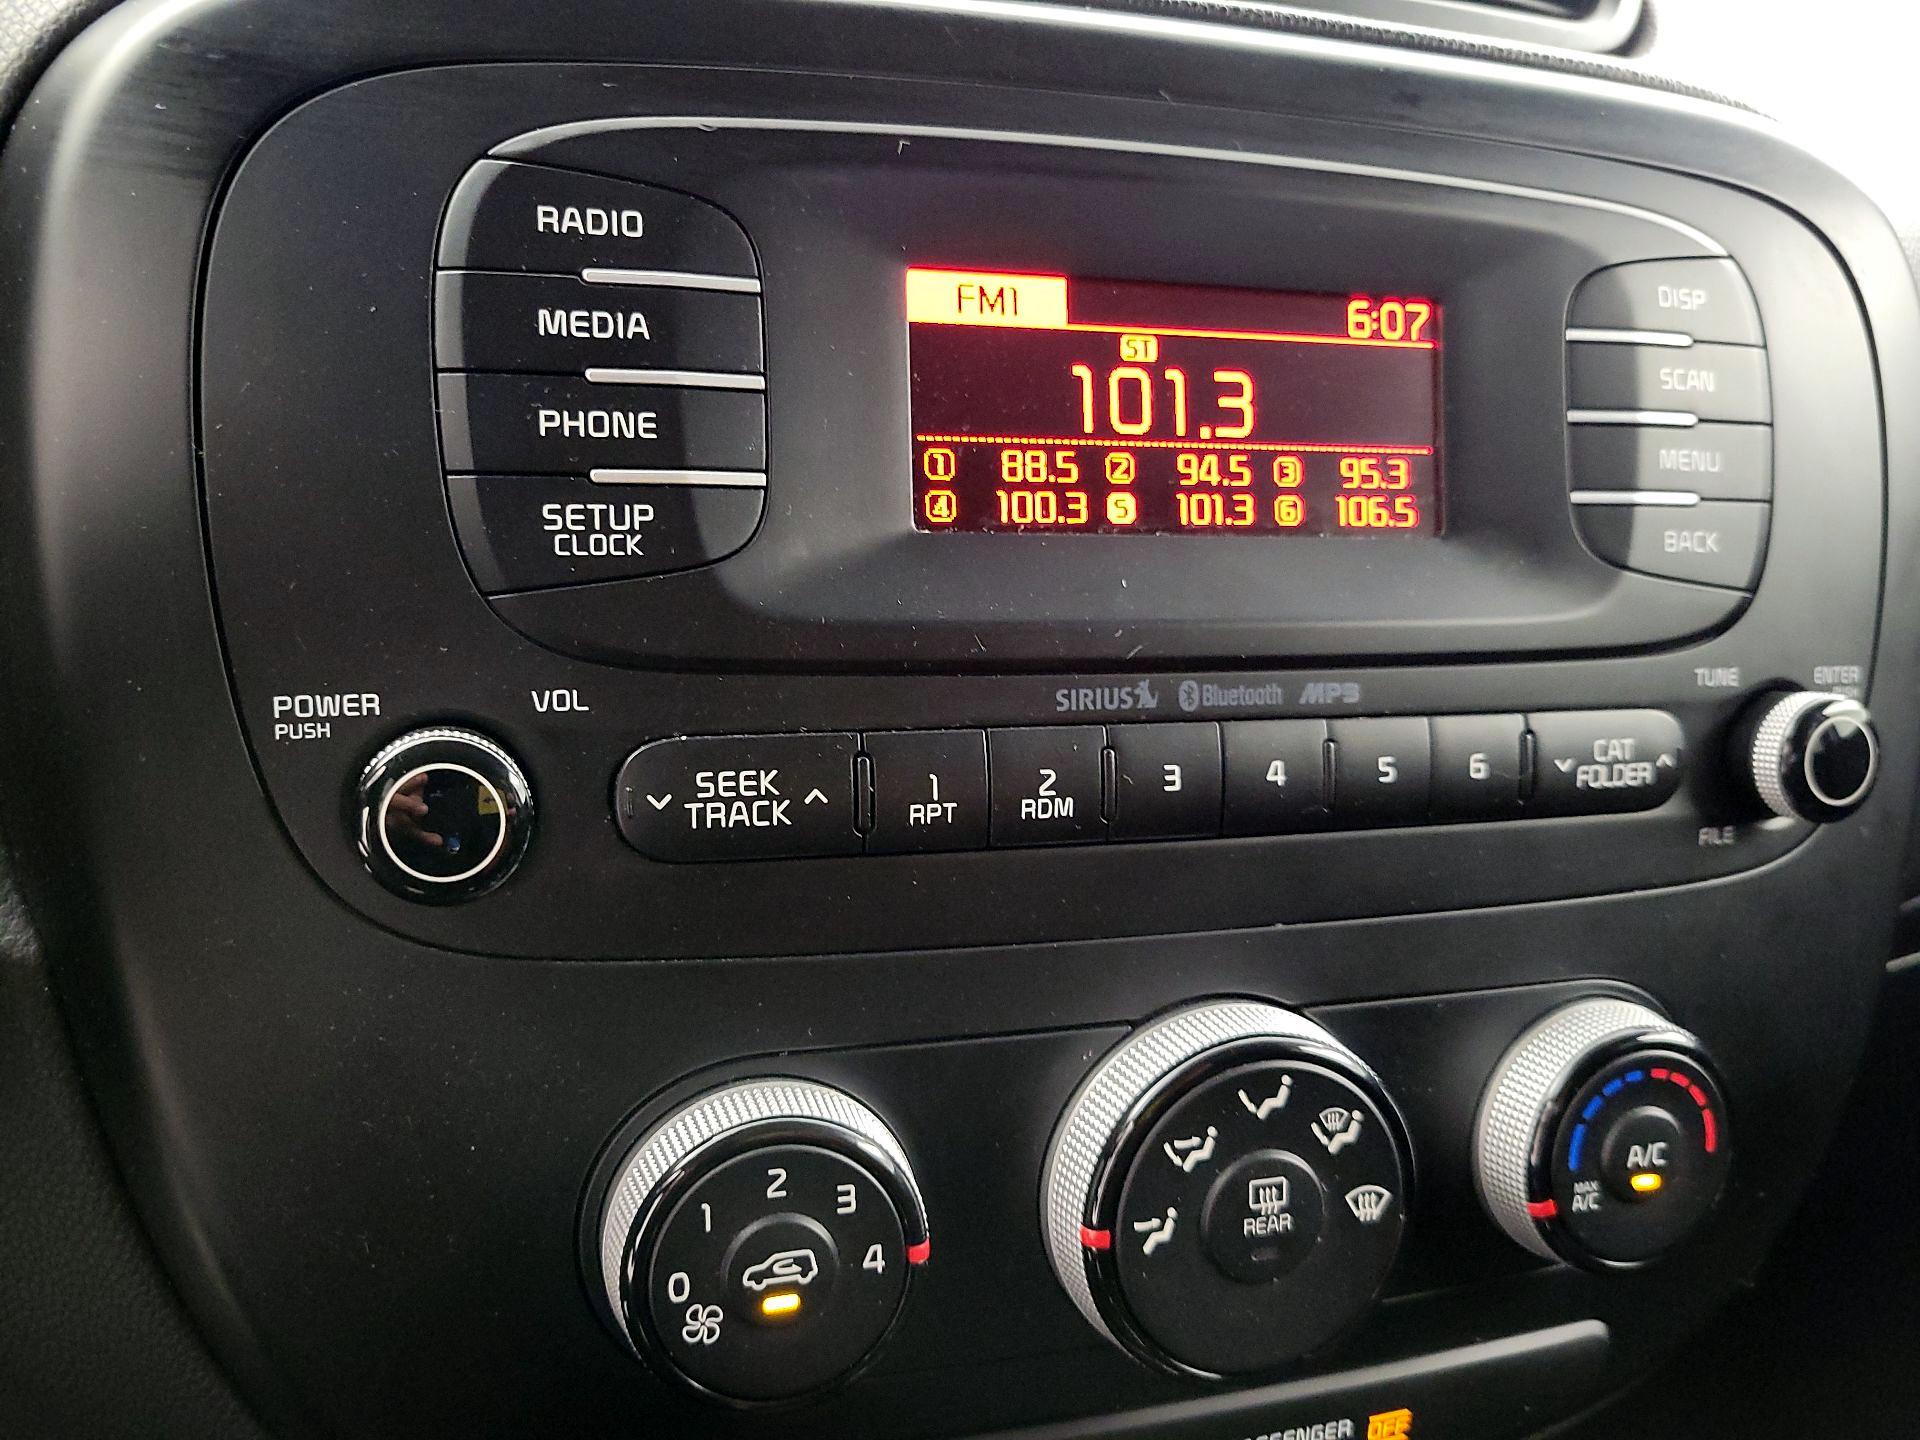 RADIO
MEDIA
PHONE
SETUP
CLOCK
FM1 6:07
ST
101.3
1 88.5 2 94.5 3 95.3
4 100.3 5 101.3 6 106.5
DISP
SCAN
MENU
BACK
POWER
PUSH
VOL
SIRIUS Bluetooth MP3
TUNE
ENTER
FILE
SEEK
TRACK
1
RPT
2
RDM
3
4
5
6
CAT
FOLDER
0 1 2 3 4
REAR
A/C
MAX
A/C
OFF